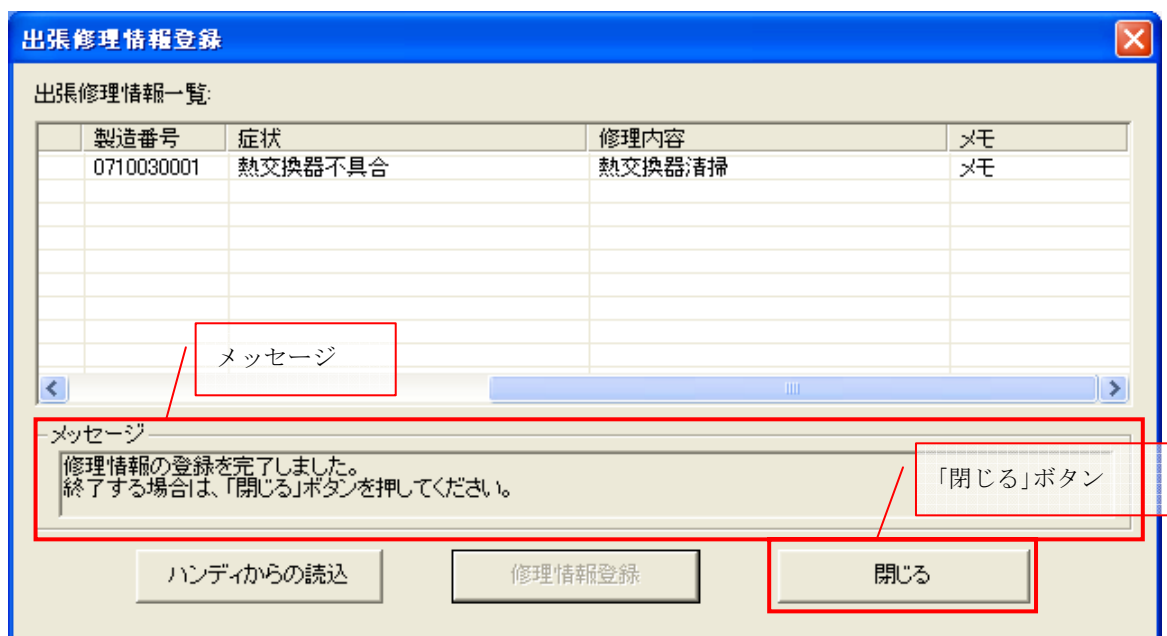 出張修理情報登録
出張修理情報一覧:
製造番号 症状 修理内容 メモ
0710030001 熱交換器不具合 熱交換器清掃 メモ
メッセージ
メッセージ
修理情報の登録を完了しました。
終了する場合は、「閉じる」ボタンを押してください。
「閉じる」ボタン
ハンディからの読込 修理情報登録 閉じる